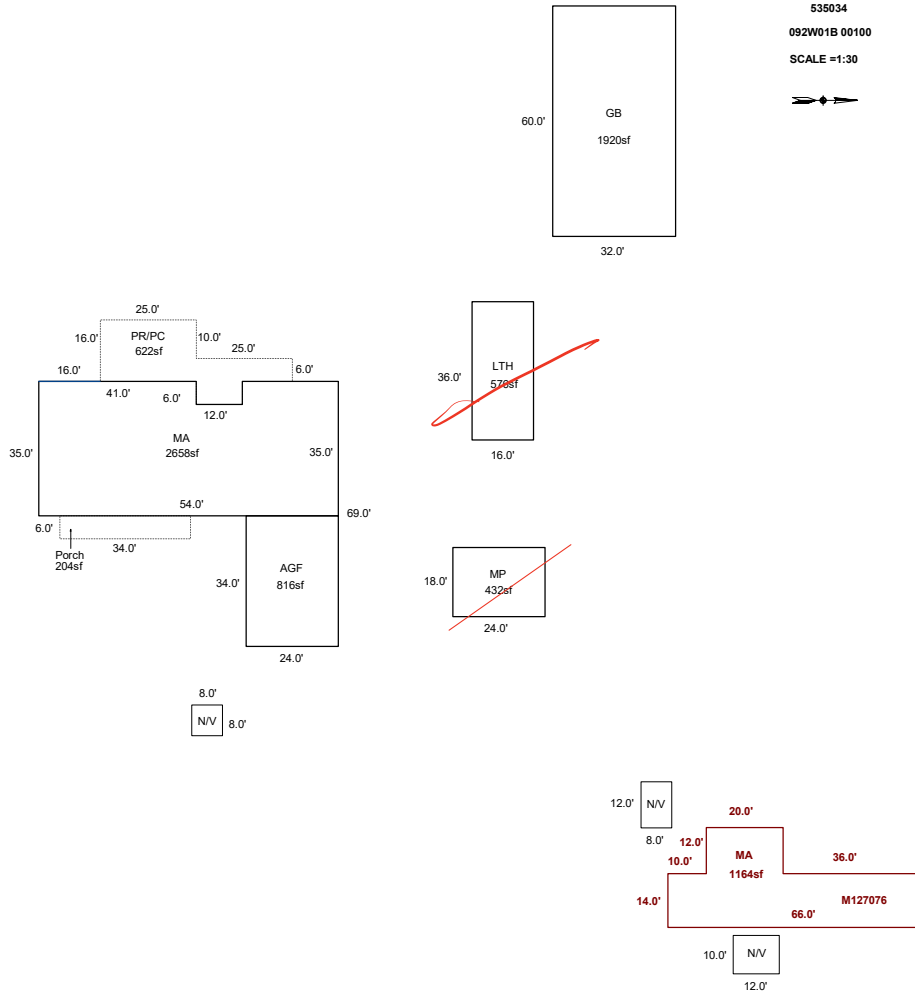 535034
092W01B 00100
SCALE =1:30
GB
1920sf
60.0'
32.0'
25.0'
16.0'
PR/PC
622sf
10.0'
25.0'
16.0'
6.0'
41.0'
6.0'
12.0'
MA
2658sf
35.0'
35.0'
54.0'
69.0'
6.0'
34.0'
Porch
204sf
AGF
816sf
34.0'
24.0'
LTH
576sf
36.0'
16.0'
MP
432sf
18.0'
24.0'
8.0'
N/V
8.0'
12.0'
N/V
8.0'
20.0'
12.0'
10.0'
MA
1164sf
36.0'
14.0'
M127076
66.0'
10.0'
N/V
12.0'